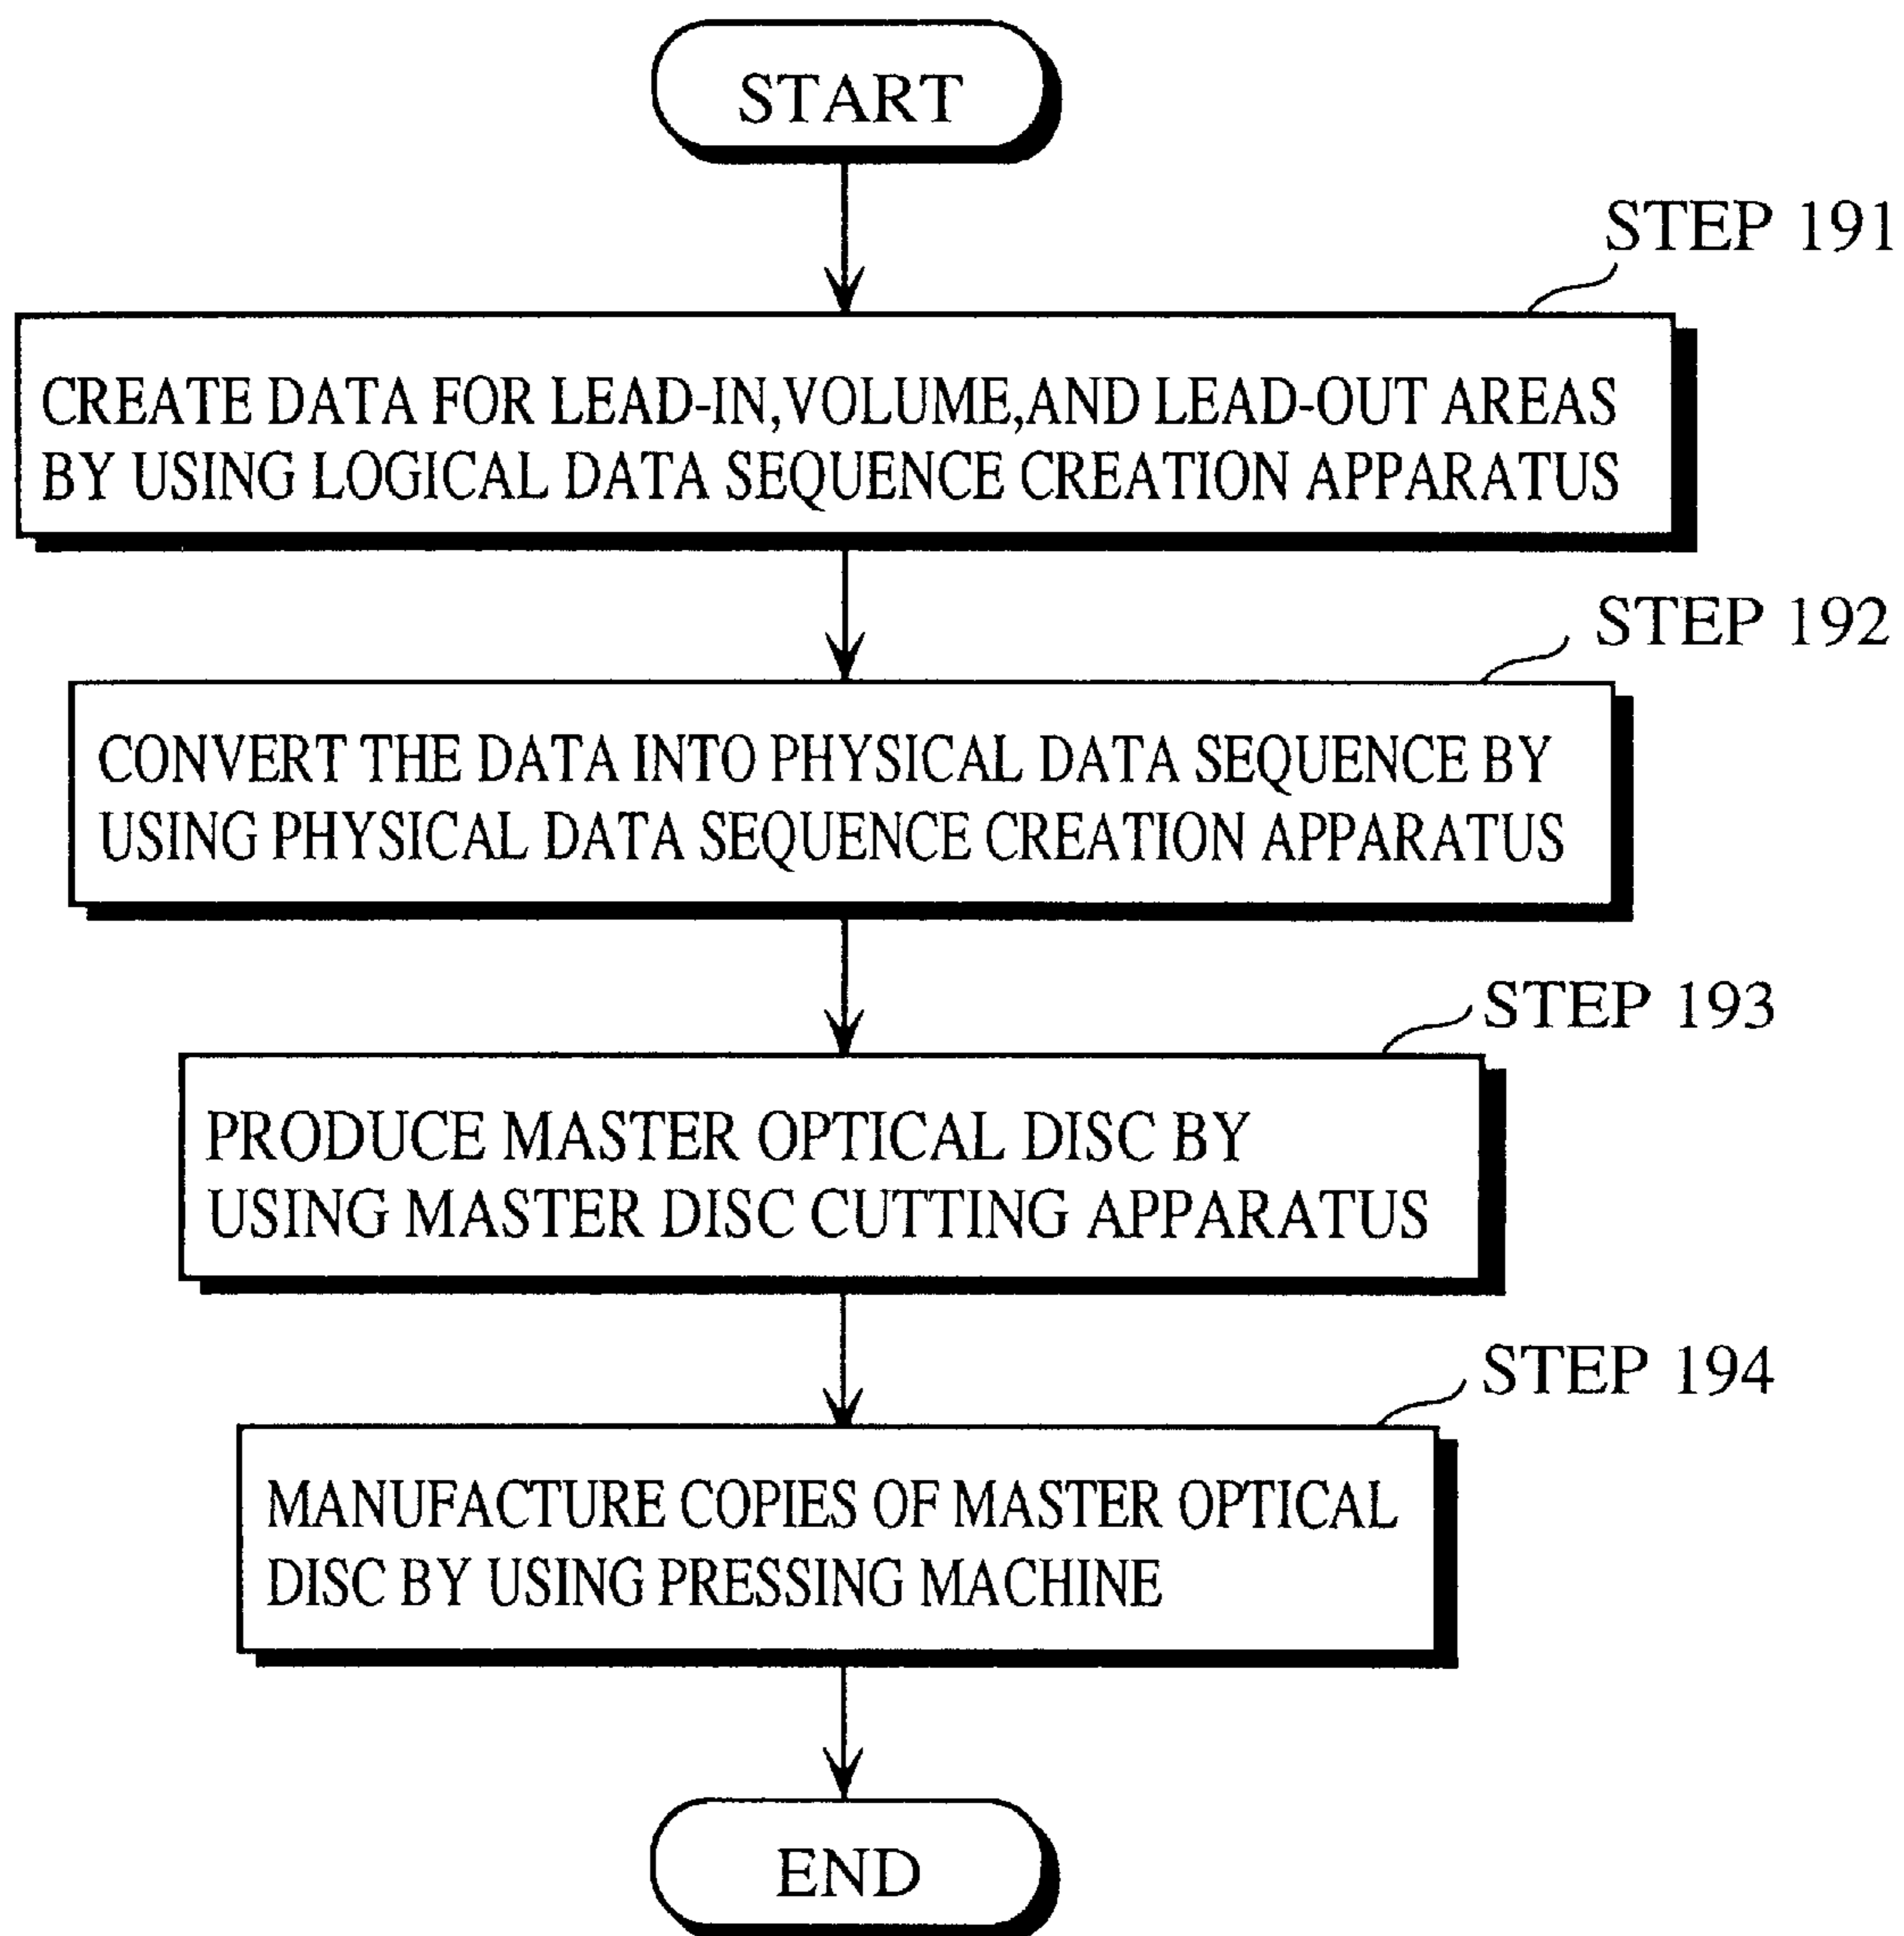 START
STEP 191
CREATE DATA FOR LEAD-IN,VOLUME,AND LEAD-OUT AREAS
BY USING LOGICAL DATA SEQUENCE CREATION APPARATUS
STEP 192
CONVERT THE DATA INTO PHYSICAL DATA SEQUENCE BY
USING PHYSICAL DATA SEQUENCE CREATION APPARATUS
STEP 193
PRODUCE MASTER OPTICAL DISC BY
USING MASTER DISC CUTTING APPARATUS
STEP 194
MANUFACTURE COPIES OF MASTER OPTICAL
DISC BY USING PRESSING MACHINE
END